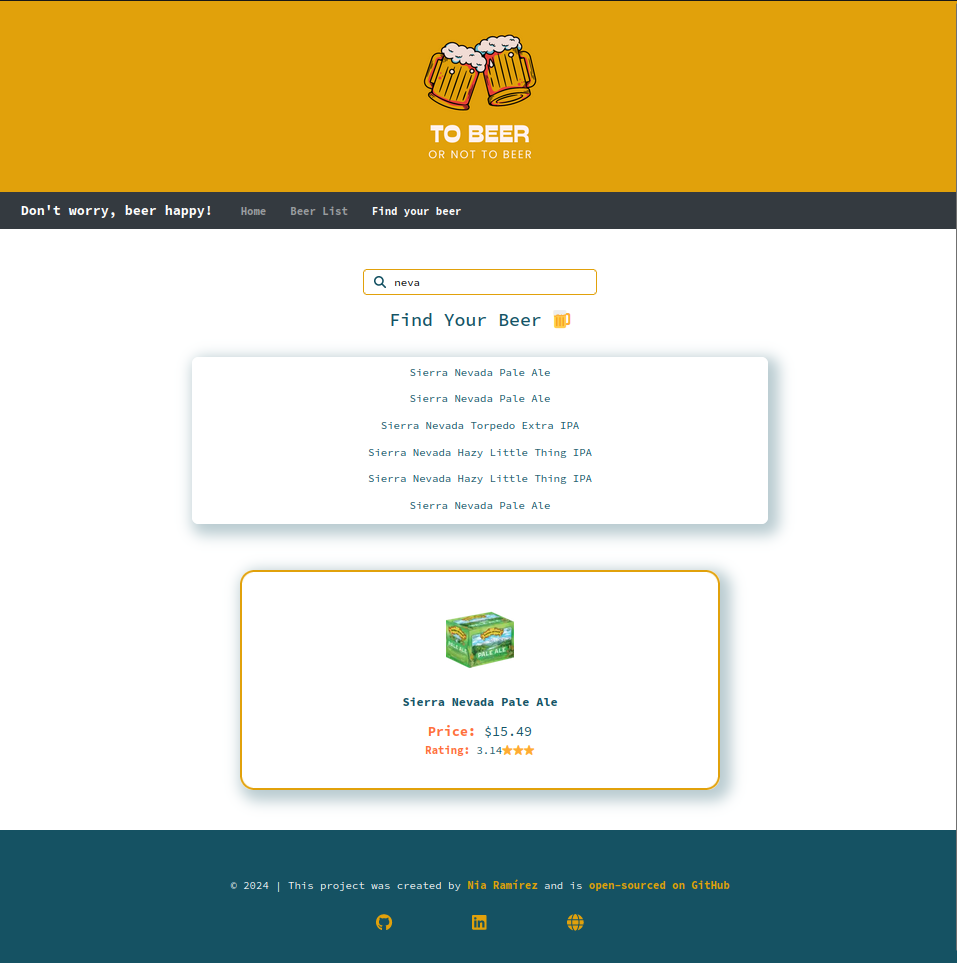 TO BEER
OR NOT TO BEER
Don't worry, beer happy! Home Beer List Find your beer
neva
Find Your Beer
Sierra Nevada Pale Ale
Sierra Nevada Pale Ale
Sierra Nevada Torpedo Extra IPA
Sierra Nevada Hazy Little Thing IPA
Sierra Nevada Hazy Little Thing IPA
Sierra Nevada Pale Ale
PALE ALE
Sierra Nevada Pale Ale
Price: $15.49
Rating: 3.14⭐⭐⭐
© 2024 | This project was created by Nia Ramírez and is open-sourced on GitHub